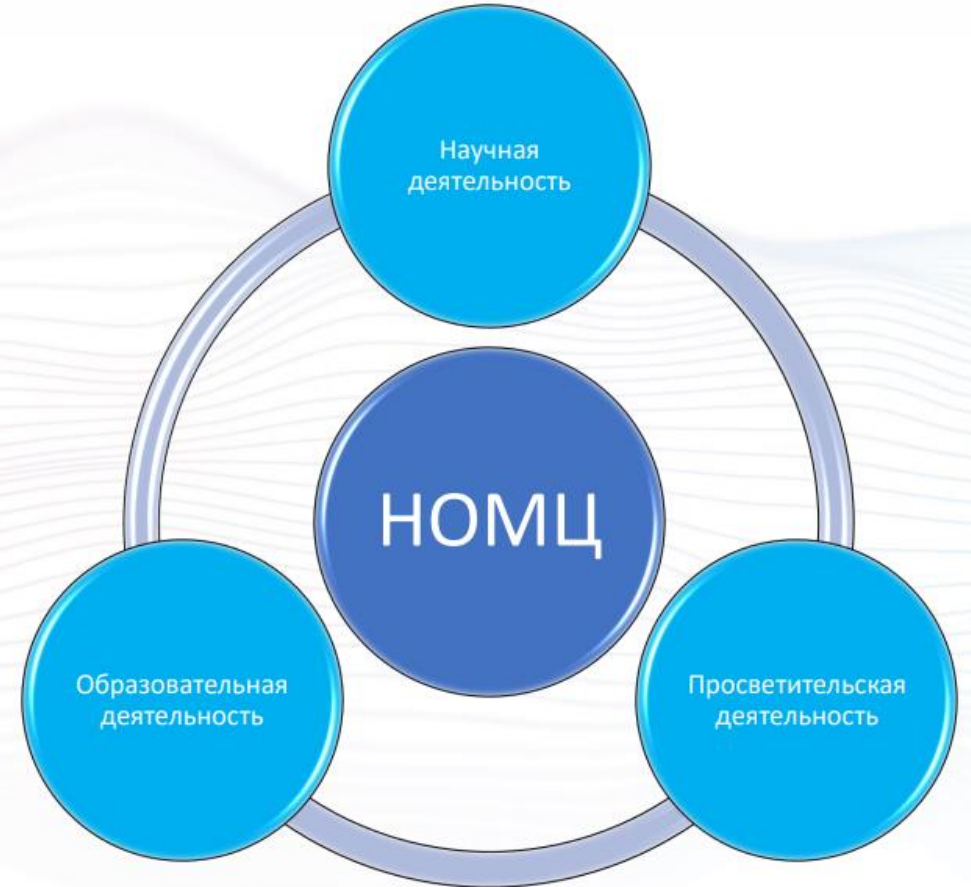 Научная
деятельность
НОМЦ
Образовательная
деятельность
Просветительская
деятельность